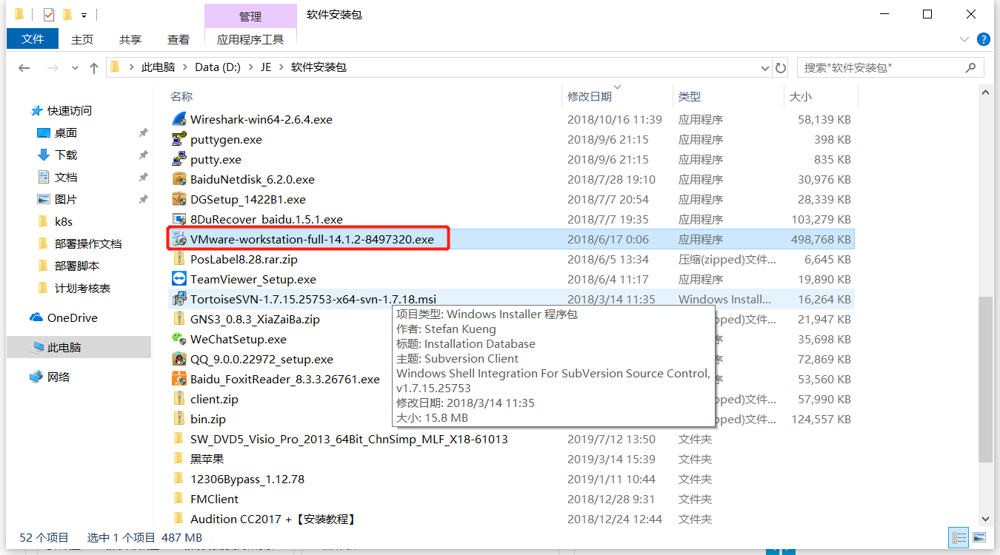 管理
软件安装包
文件
主页
共享
查看
应用程序工具
此电脑
Data (D:)
JE
软件安装包
搜索"软件安装包"
名称
修改日期
类型
大小
快速访问
桌面
下载
文档
图片
k8s
部署操作文档
部署脚本
计划考核表
OneDrive
此电脑
网络
Wireshark-win64-2.6.4.exe 2018/10/16 11:39 应用程序 58,139 KB
puttygen.exe 2018/9/6 21:15 应用程序 398 KB
putty.exe 2018/9/6 21:15 应用程序 835 KB
BaiduNetdisk_6.2.0.exe 2018/7/28 19:10 应用程序 30,976 KB
DGSetup_1422B1.exe 2018/7/7 20:54 应用程序 28,339 KB
8DuRecover_baidu.1.5.1.exe 2018/7/7 19:35 应用程序 103,279 KB
VMware-workstation-full-14.1.2-8497320.exe 2018/6/17 0:06 应用程序 498,768 KB
PosLabel8.28.rar.zip 2018/6/5 13:34 压缩(zipped)文件... 6,645 KB
TeamViewer_Setup.exe 2018/6/4 11:17 应用程序 19,890 KB
TortoiseSVN-1.7.15.25753-x64-svn-1.7.18.msi 2018/3/14 11:35 Windows Install... 16,264 KB
GNS3_0.8.3_XiaZaiBa.zip pped)文件... 21,947 KB
WeChatSetup.exe 序 35,698 KB
QQ_9.0.0.22972_setup.exe 序 72,869 KB
Baidu_FoxitReader_8.3.3.26761.exe 序 53,560 KB
client.zip pped)文件... 57,990 KB
bin.zip pped)文件... 124,557 KB
项目类型: Windows Installer 程序包
作者: Stefan Kueng
标题: Installation Database
主题: Subversion Client
Windows Shell Integration For SubVersion Source Control,
v1.7.15.25753
修改日期: 2018/3/14 11:35
大小: 15.8 MB
SW_DVD5_Visio_Pro_2013_64Bit_ChnSimp_MLF_X18-61013 2019/7/12 13:50 文件夹
黑苹果 2019/3/14 15:39 文件夹
12306Bypass_1.12.78 2019/1/11 10:44 文件夹
FMClient 2018/12/28 9:31 文件夹
Audition CC2017 +【安装教程】 2018/12/24 12:44 文件夹
52 个项目
选中 1 个项目 487 MB